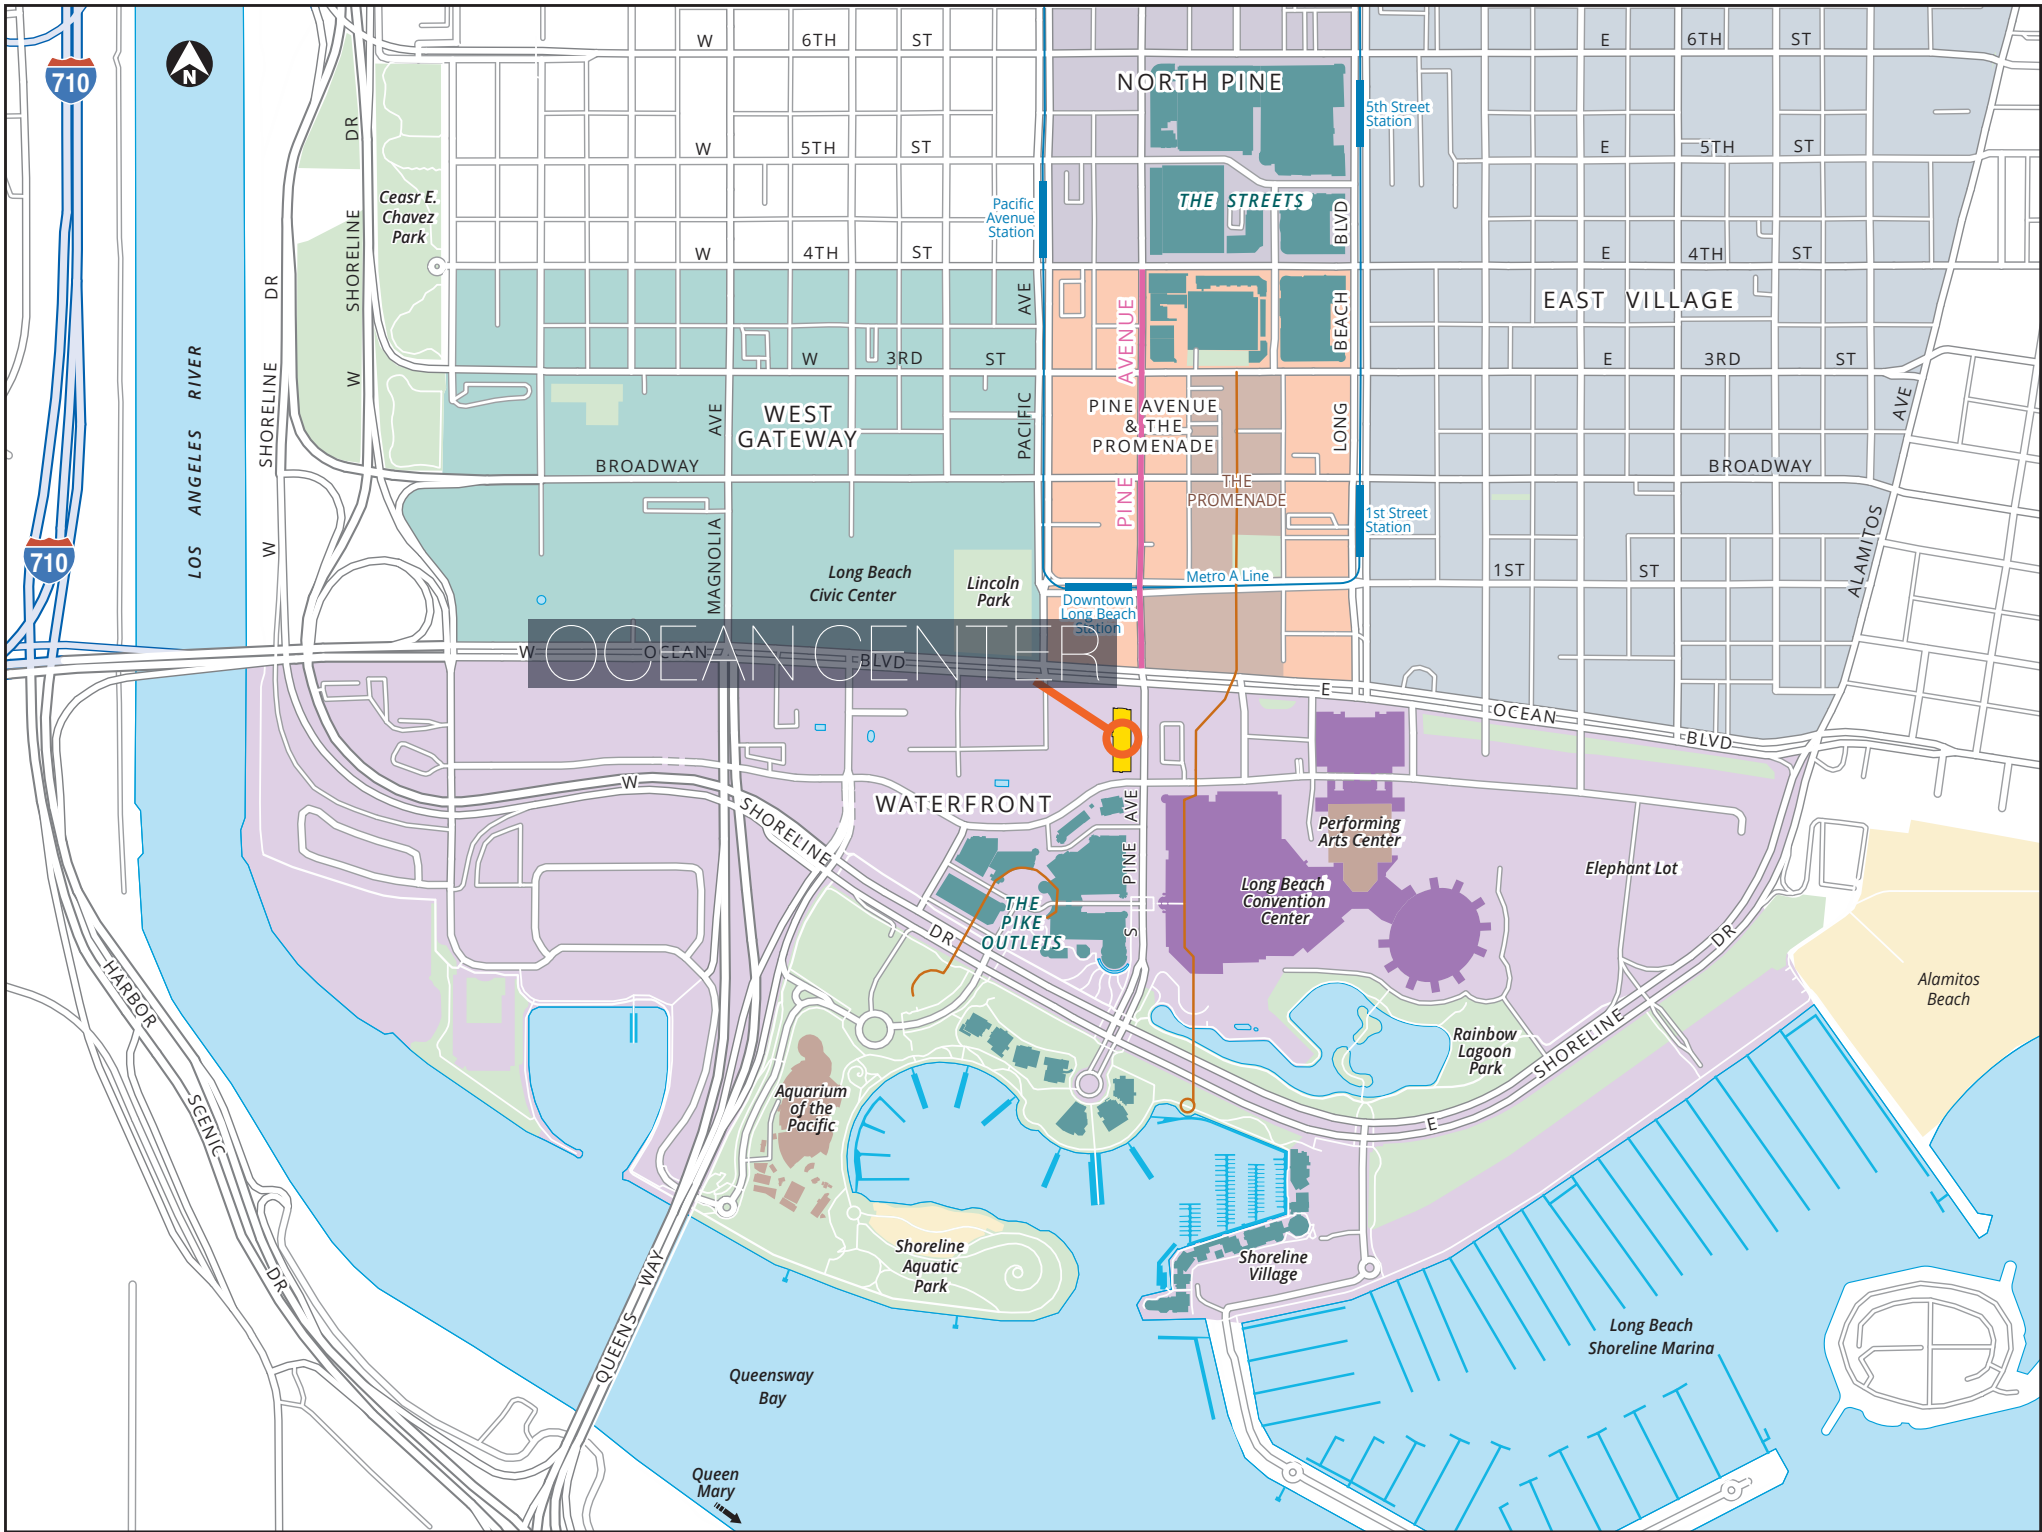 W 6TH ST
E 6TH ST
710
N
NORTH PINE
5th Street
Station
DR
W 5TH ST
E 5TH ST
Ceasr E.
Chavez
Park
Pacific
Avenue
Station
THE STREETS
BLVD
SHORELINE
W 4TH ST
E 4TH ST
DR
AVE
AVENUE
BEACH
EAST VILLAGE
LOS ANGELES RIVER
W 3RD ST
E 3RD ST
SHORELINE
W
AVE
WEST
GATEWAY
PACIFIC
PINE AVENUE
& THE
PROMENADE
LONG
AVE
BROADWAY
BROADWAY
THE
PROMENADE
PINE
1st Street
Station
W
710
MAGNOLIA
ALAMITOS
Long Beach
Civic Center
Lincoln
Park
Metro A Line
1ST ST
Downtown
Long Beach
Station
OCEAN CENTER
W OCEAN BLVD
E OCEAN BLVD
W SHORELINE DR
WATERFRONT
S PINE AVE
Performing
Arts Center
Elephant Lot
Long Beach
Convention
Center
THE
PIKE
OUTLETS
HARBOR SCENIC DR
Alamitos
Beach
Rainbow
Lagoon
Park
E SHORELINE DR
Aquarium
of the
Pacific
Shoreline
Aquatic
Park
Shoreline
Village
QUEENS WAY
Long Beach
Shoreline Marina
Queensway
Bay
Queen
Mary